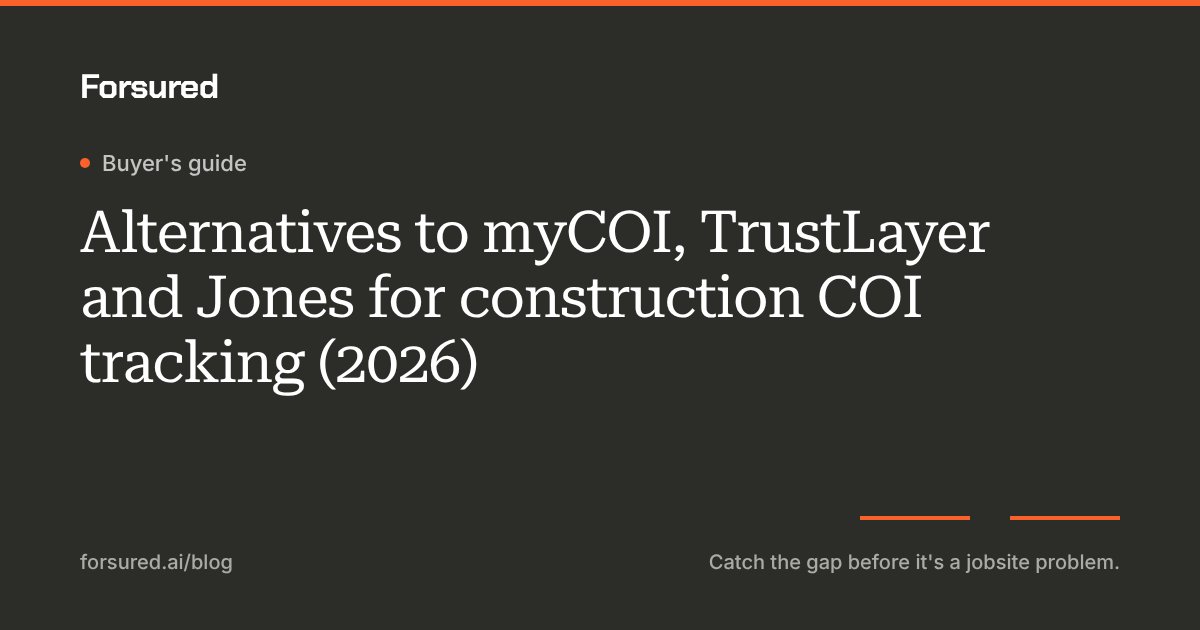 Forsured
Buyer's guide
Alternatives to myCOI, TrustLayer
and Jones for construction COI
tracking (2026)
forsured.ai/blog
Catch the gap before it's a jobsite problem.